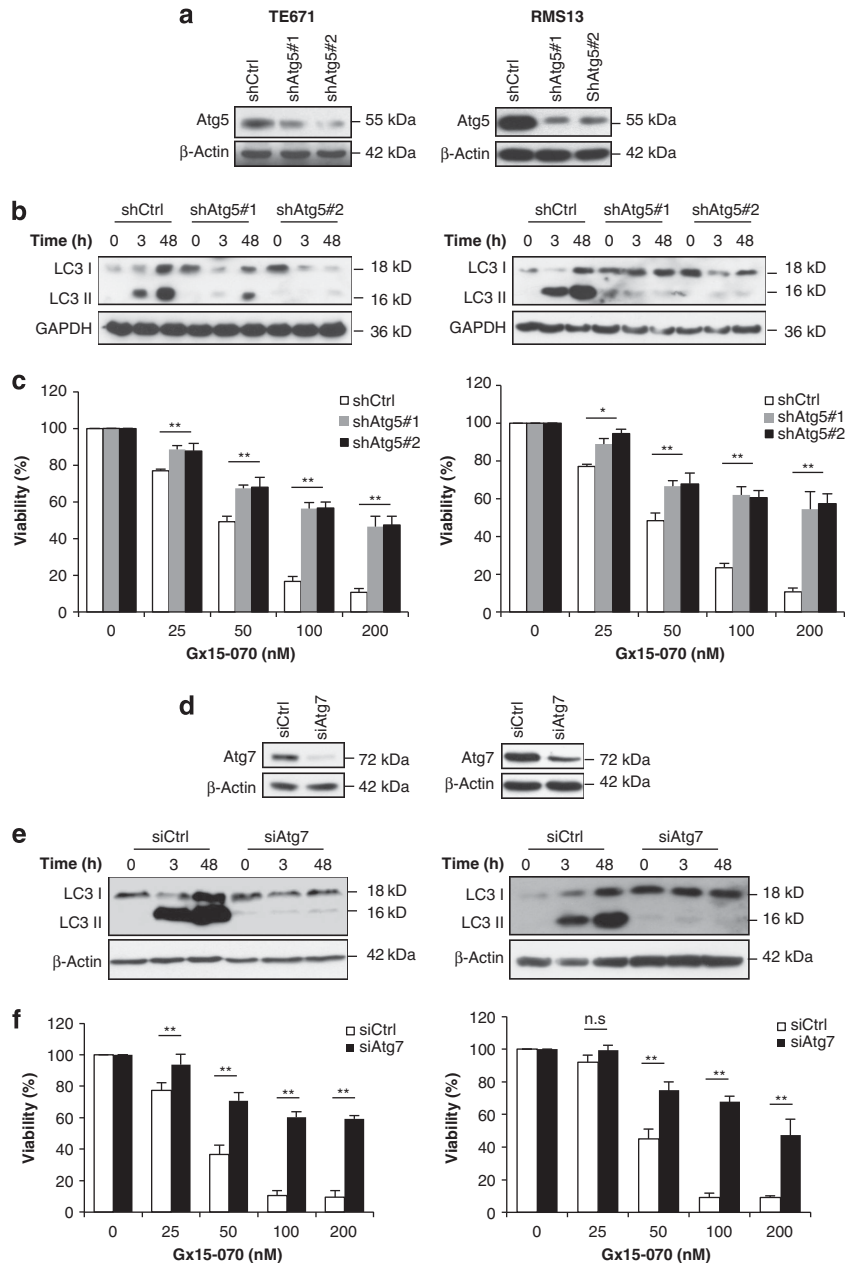 a
TE671
RMS13
shCtrl
shAtg5#1
shAtg5#2
shCtrl
shAtg5#1
ShAtg5#2
Atg5
55 kDa
Atg5
55 kDa
β-Actin
42 kDa
β-Actin
42 kDa
b
shCtrl shAtg5#1 shAtg5#2
Time (h) 0 3 48 0 3 48 0 3 48
LC3 I
18 kD
LC3 II
16 kD
GAPDH
36 kD
shCtrl shAtg5#1 shAtg5#2
Time (h) 0 3 48 0 3 48 0 3 48
LC3 I
18 kD
LC3 II
16 kD
GAPDH
36 kD
c
Viability (%)
120
100
80
60
40
20
0
** ** ** **
shCtrl
shAtg5#1
shAtg5#2
0 25 50 100 200
Gx15-070 (nM)
Viability (%)
120
100
80
60
40
20
0
* ** ** **
shCtrl
shAtg5#1
shAtg5#2
0 25 50 100 200
Gx15-070 (nM)
d
siCtrl
siAtg7
Atg7
72 kDa
β-Actin
42 kDa
siCtrl
siAtg7
Atg7
72 kDa
β-Actin
42 kDa
e
siCtrl siAtg7
Time (h) 0 3 48 0 3 48
LC3 I
18 kD
LC3 II
16 kD
β-Actin
42 kDa
siCtrl siAtg7
Time (h) 0 3 48 0 3 48
LC3 I
18 kD
LC3 II
16 kD
β-Actin
42 kDa
f
Viability (%)
120
100
80
60
40
20
0
** ** ** **
siCtrl
siAtg7
0 25 50 100 200
Gx15-070 (nM)
Viability (%)
120
100
80
60
40
20
0
n.s ** ** **
siCtrl
siAtg7
0 25 50 100 200
Gx15-070 (nM)